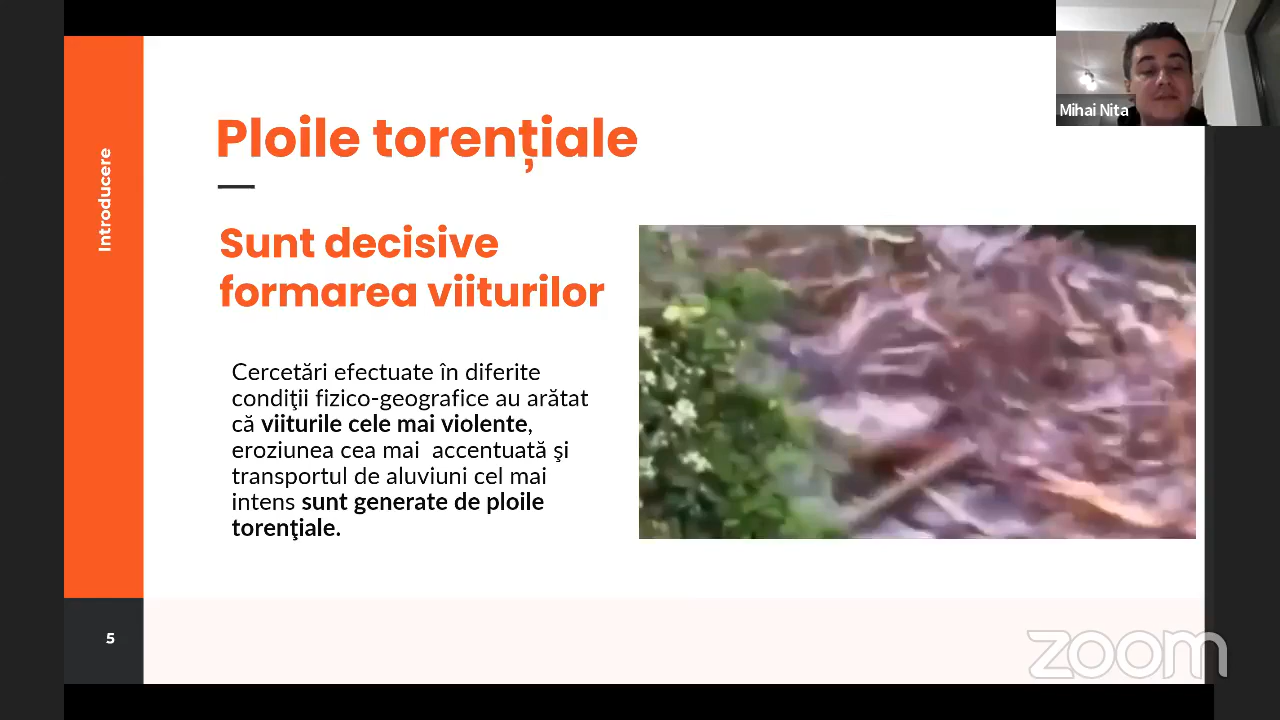 Mihai Nita
Introducere
Ploile torențiale
Sunt decisive
formarea viiturilor
Cercetări efectuate în diferite
condiţii fizico-geografice au arătat
că viiturile cele mai violente,
eroziunea cea mai  accentuată şi
transportul de aluviuni cel mai
intens sunt generate de ploile
torenţiale.
5
zoom